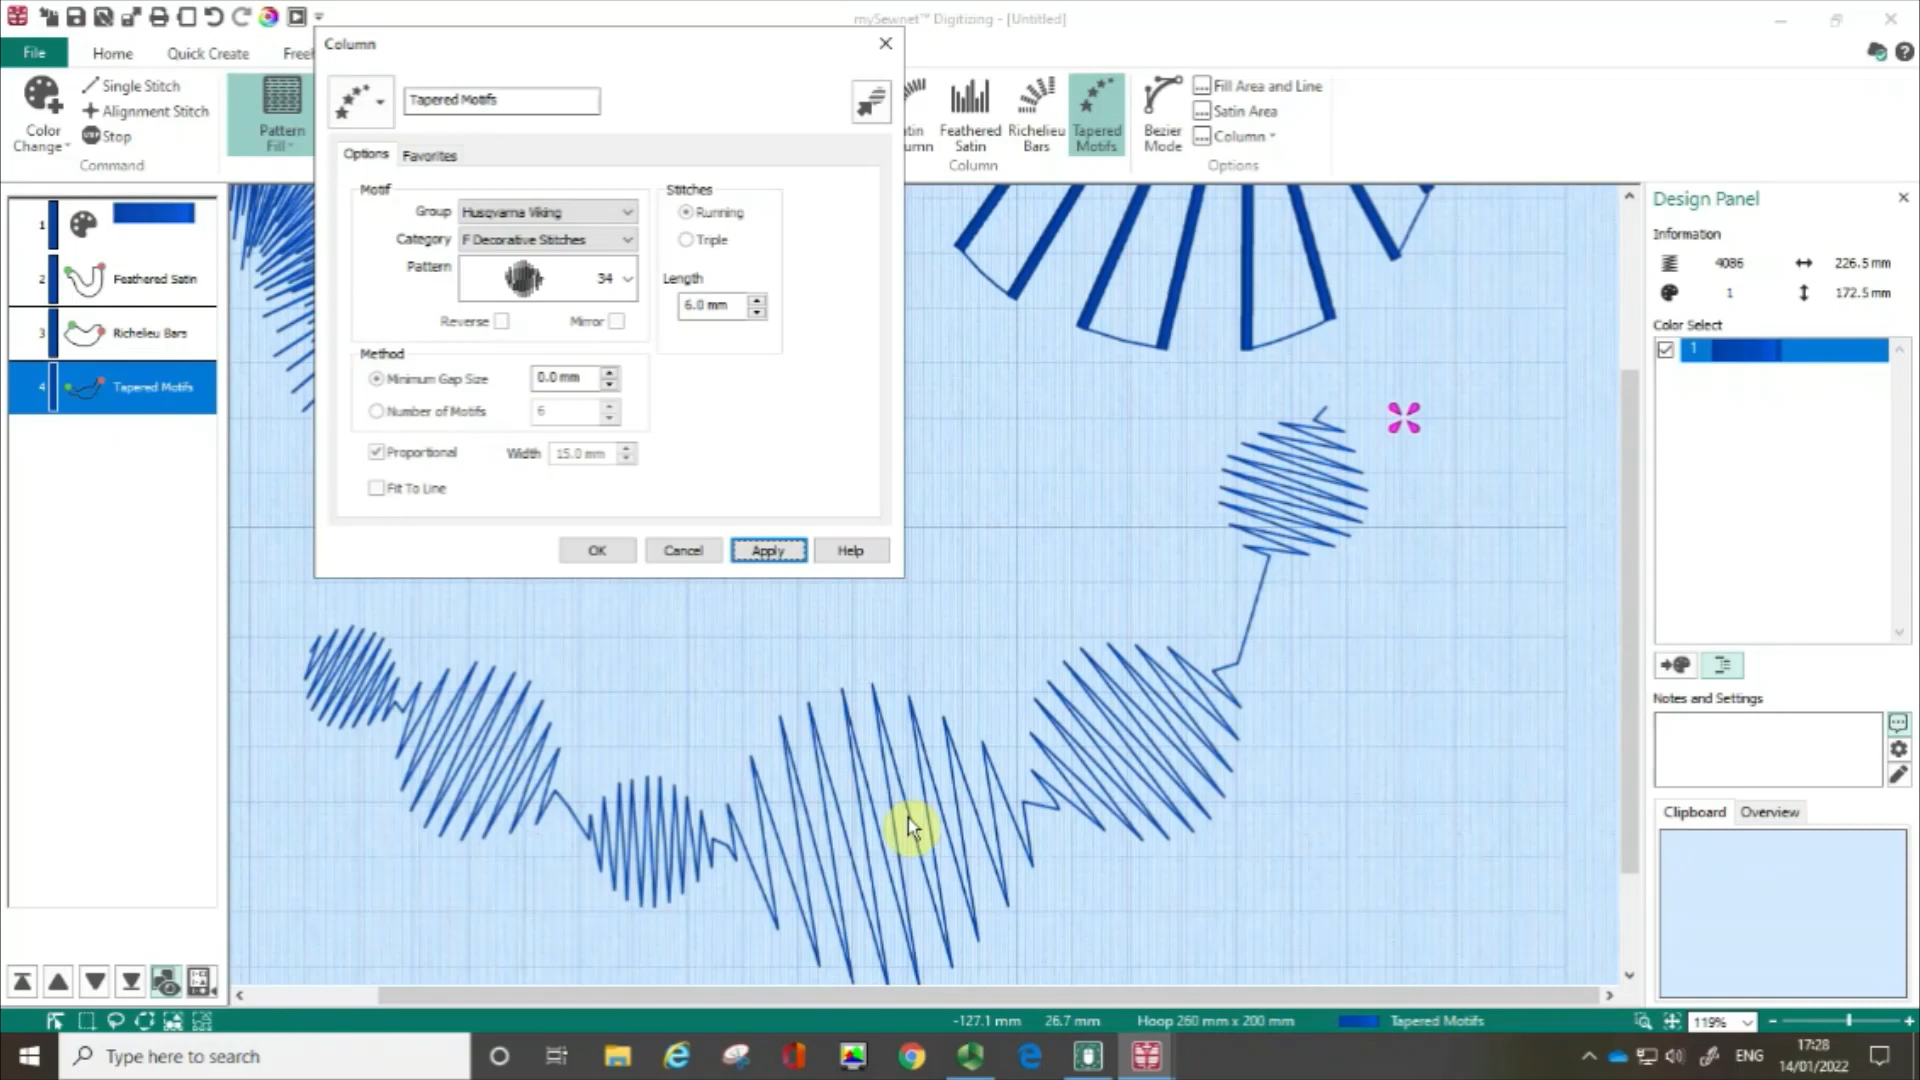 mySewnet™ Digitizing - [Untitled]
File
Home
Quick Create
Column
Color
Change
Single Stitch
Alignment Stitch
Stop
Command
Pattern
Fill
Tapered Motifs
Feathered
Satin
Richelieu
Bars
Tapered
Motifs
Column
Bezier
Mode
Fill Area and Line
Satin Area
Column
Options
Options
Favorites
Motif
Group
Husqvarna Viking
Category
F Decorative Stitches
Pattern
34
Reverse
Mirror
Stitches
Running
Triple
Length
6.0 mm
Method
Minimum Gap Size
0.0 mm
Number of Motifs
6
Proportional
Width
15.0 mm
Fit To Line
OK
Cancel
Apply
Help
1
2
Feathered Satin
3
Richelieu Bars
4
Tapered Motifs
Design Panel
Information
4086
226.5 mm
1
172.5 mm
Color Select
1
Notes and Settings
Clipboard
Overview
-127.1 mm
26.7 mm
Hoop 260 mm x 200 mm
Tapered Motifs
119%
Type here to search
ENG
17:28
14/01/2022